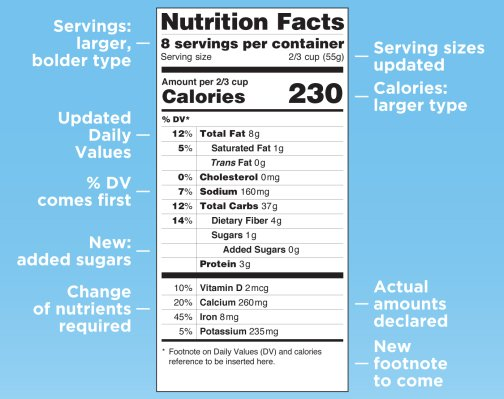 Nutrition Facts
8 servings per container
Serving size 2/3 cup (55g)
Amount per 2/3 cup
Calories 230
% DV*
12% Total Fat 8g
5% Saturated Fat 1g
Trans Fat 0g
0% Cholesterol 0mg
7% Sodium 160mg
12% Total Carbs 37g
14% Dietary Fiber 4g
Sugars 1g
Added Sugars 0g
Protein 3g
10% Vitamin D 2mcg
20% Calcium 260mg
45% Iron 8mg
5% Potassium 235mg
* Footnote on Daily Values (DV) and calories
reference to be inserted here.
Servings:
larger,
bolder type
Updated
Daily
Values
% DV
comes first
New:
added sugars
Change
of nutrients
required
Serving sizes
updated
Calories:
larger type
Actual
amounts
declared
New
footnote
to come